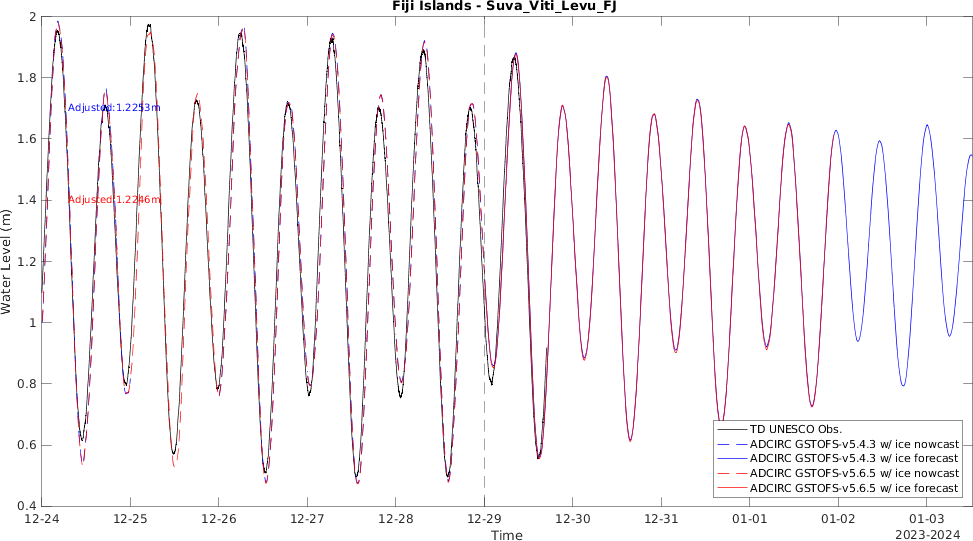 Fiji Islands - Suva_Viti_Levu_FJ
2
1.8
Adjusted:1.2253m
1.6
1.4
Adjusted:1.2246m
Water Level (m)
1.2
1
0.8
0.6
0.4
TD UNESCO Obs.
ADCIRC GSTOFS-v5.4.3 w/ ice nowcast
ADCIRC GSTOFS-v5.4.3 w/ ice forecast
ADCIRC GSTOFS-v5.6.5 w/ ice nowcast
ADCIRC GSTOFS-v5.6.5 w/ ice forecast
12-24 12-25 12-26 12-27 12-28 12-29 12-30 12-31 01-01 01-02 01-03
2023-2024
Time